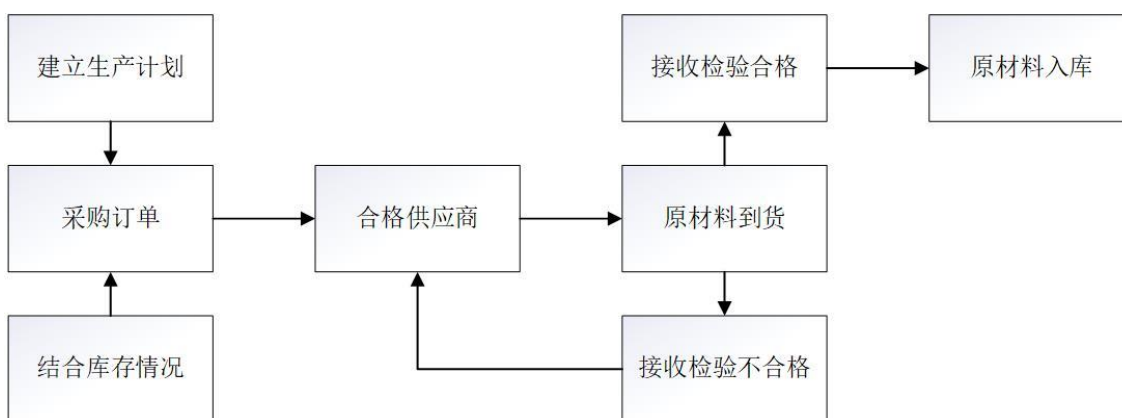 建立生产计划
接收检验合格
原材料入库
采购订单
合格供应商
原材料到货
结合库存情况
接收检验不合格